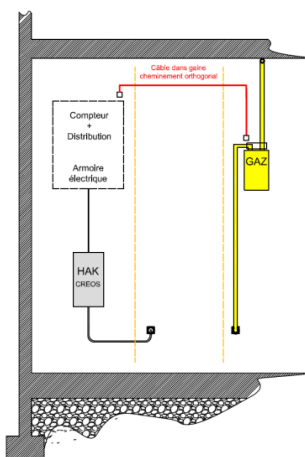 Câble dans gaine
cheminement orthogonal
Compteur
+
Distribution
Armoire
électrique
GAZ
HAK
CREOS